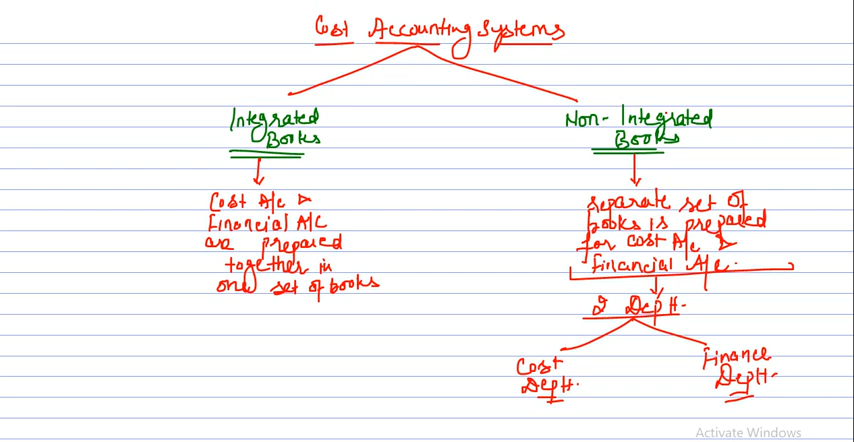 Cost Accounting Systems
Integrated
Books
Non-Integrated
Books
Cost A/c &
Financial A/C
are prepared
together in
one set of books
separate set of
books is prepared
for cost A/c &
financial A/c.
2 Deptt.
Cost
Deptt.
Finance
Deptt.
Activate Windows